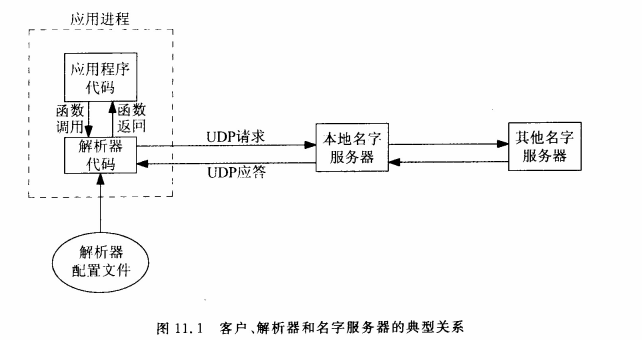 应用进程
应用程序
代码
函数
调用
函数
返回
解析器
代码
UDP请求
UDP应答
本地名字
服务器
其他名字
服务器
解析器
配置文件
图 11.1 客户、解析器和名字服务器的典型关系